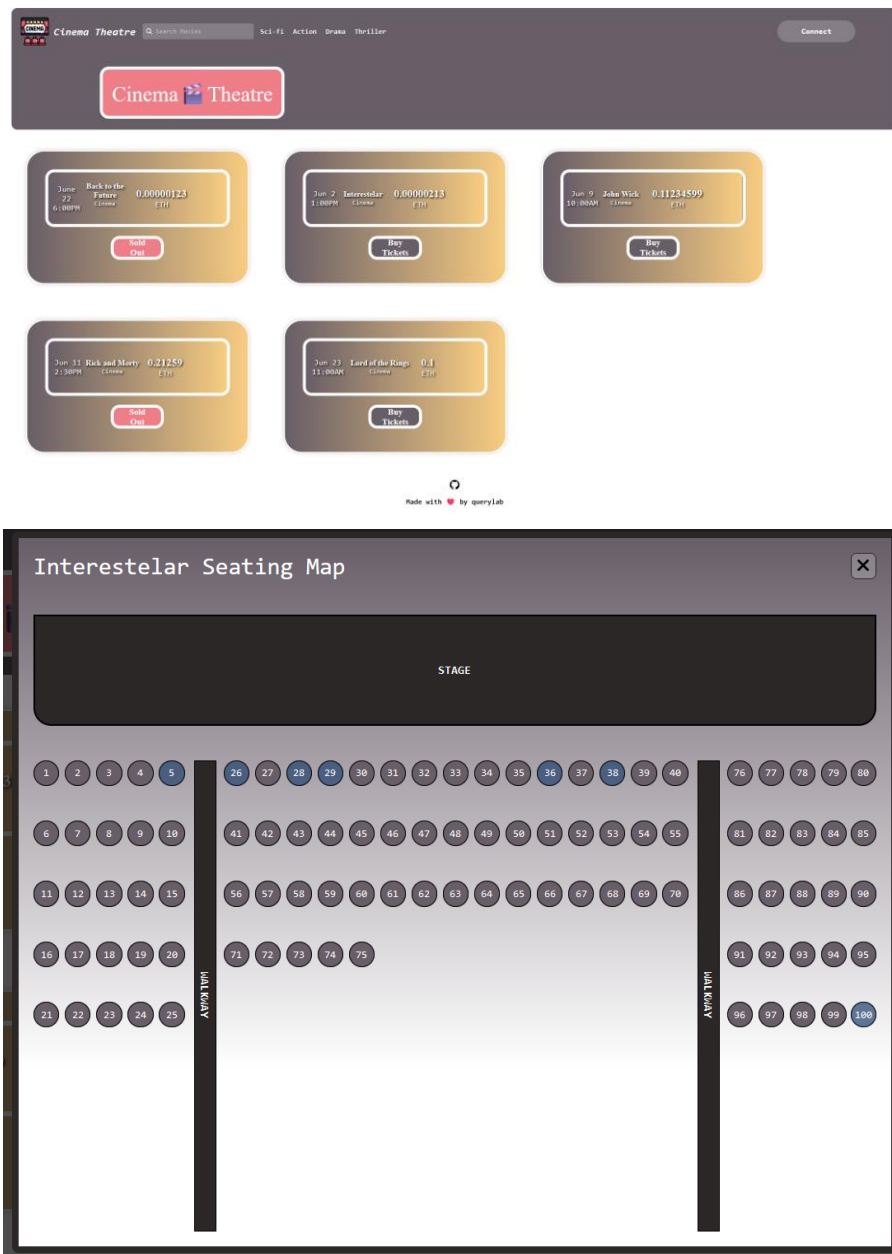 CINEMA
Cinema Theatre Search Movies Sci-fi Action Drama Thriller Connect
Cinema 🎬 Theatre
June 22 6:00PM
Back to the Future
Cinema
0.00000123
ETH
Sold Out
Jun 2 1:00PM
Interestelar
Cinema
0.00000213
ETH
Buy Tickets
Jun 9 10:00AM
John Wick
Cinema
0.11234599
ETH
Buy Tickets
Jun 11 2:30PM
Rick and Morty
Cinema
0.21259
ETH
Sold Out
Jun 23 11:00AM
Lord of the Rings
Cinema
0.1
ETH
Buy Tickets
Made with ❤ by querylab
Interestelar Seating Map
STAGE
1 2 3 4 5 26 27 28 29 30 31 32 33 34 35 36 37 38 39 40 76 77 78 79 80
6 7 8 9 10 41 42 43 44 45 46 47 48 49 50 51 52 53 54 55 81 82 83 84 85
11 12 13 14 15 56 57 58 59 60 61 62 63 64 65 66 67 68 69 70 86 87 88 89 90
16 17 18 19 20 71 72 73 74 75 91 92 93 94 95
21 22 23 24 25 96 97 98 99 100
WALKWAY
WALKWAY